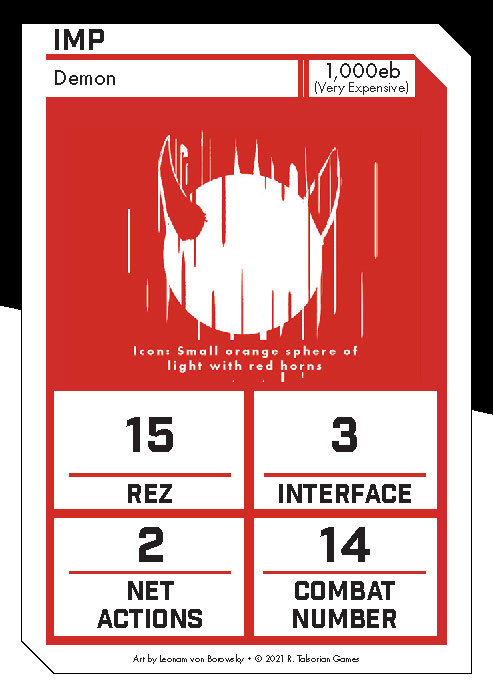 IMP
Demon
1,000eb
(Very Expensive)
Icon: Small orange sphere of
light with red horns
15
REZ
3
INTERFACE
2
NET
ACTIONS
14
COMBAT
NUMBER
Art by Leonam von Borowsky • © 2021 R. Talsorian Games